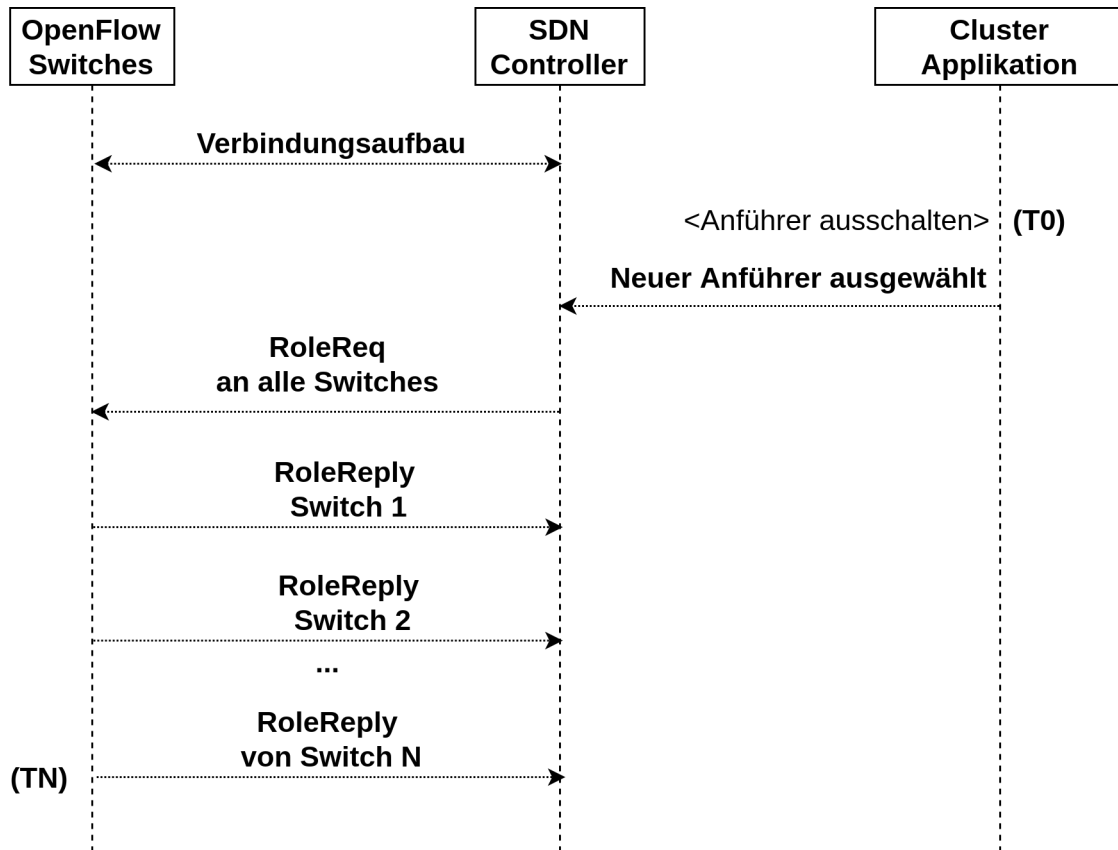 OpenFlow
Switches
SDN
Controller
Cluster
Applikation
Verbindungsaufbau
<Anführer ausschalten> (T0)
Neuer Anführer ausgewählt
RoleReq
an alle Switches
RoleReply
Switch 1
RoleReply
Switch 2
...
RoleReply
von Switch N
(TN)